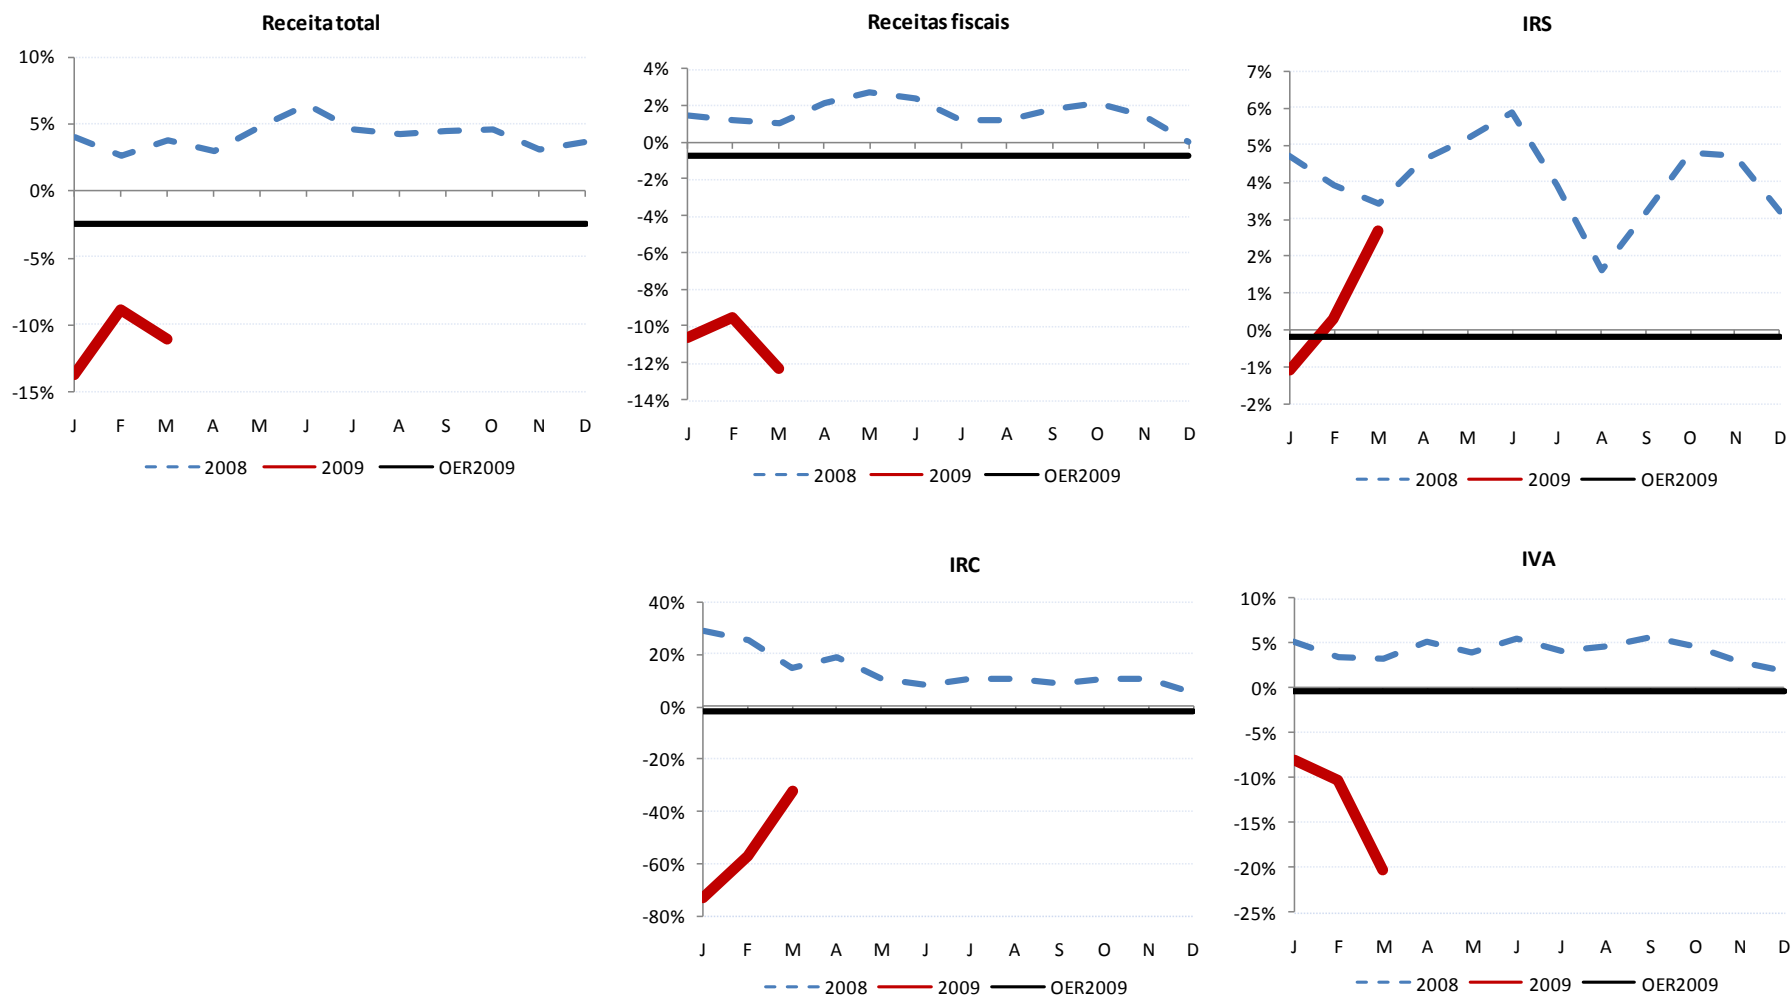 Receita total
10%
5%
0%
-5%
-10%
-15%
J F M A M J J A S O N D
2008 2009 OER2009
Receitas fiscais
4%
2%
0%
-2%
-4%
-6%
-8%
-10%
-12%
-14%
J F M A M J J A S O N D
2008 2009 OER2009
IRS
7%
6%
5%
4%
3%
2%
1%
0%
-1%
-2%
J F M A M J J A S O N D
2008 2009 OER2009
IRC
40%
20%
0%
-20%
-40%
-60%
-80%
J F M A M J J A S O N D
2008 2009 OER2009
IVA
10%
5%
0%
-5%
-10%
-15%
-20%
-25%
J F M A M J J A S O N D
2008 2009 OER2009